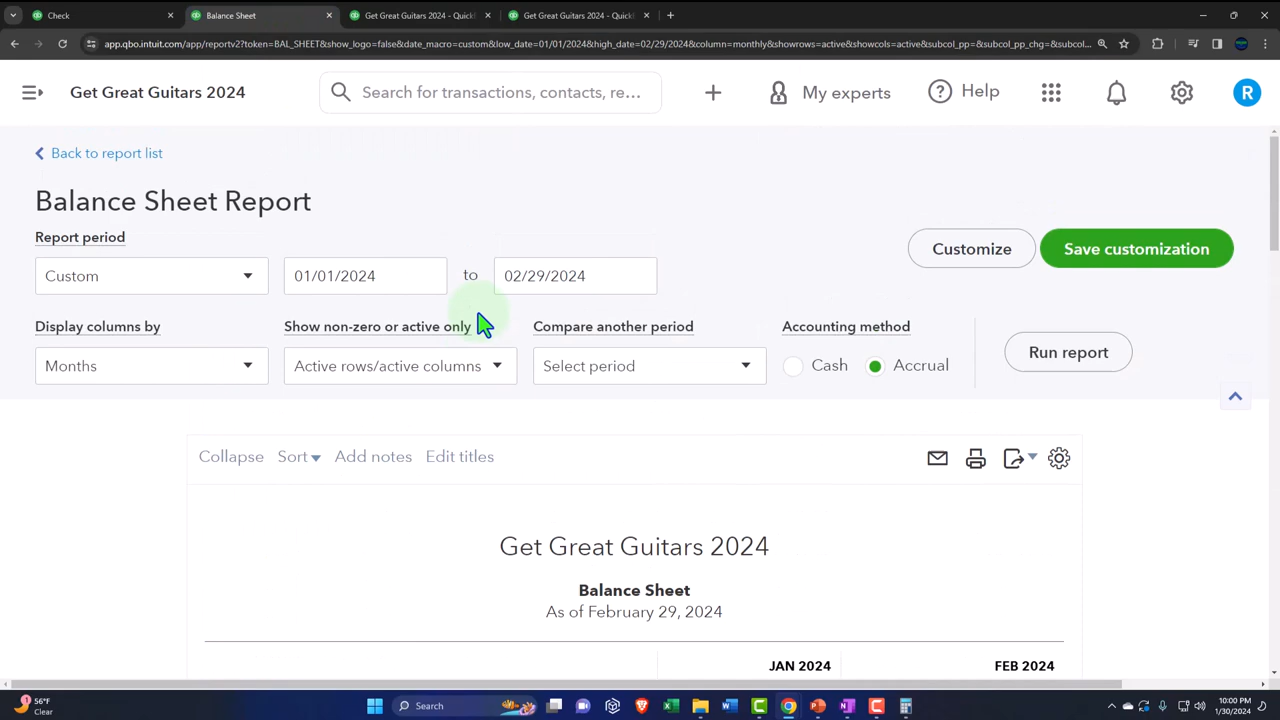 Check
Balance Sheet
Get Great Guitars 2024 - Quickl
Get Great Guitars 2024 - Quickl
app.qbo.intuit.com/app/reportv2?token=BAL_SHEET&show_logo=false&date_macro=custom&low_date=01/01/2024&high_date=02/29/2024&column=monthly&showrows=active&showcols=active&subcol_pp=&subcol_pp_chg=&subcol_pc...
Get Great Guitars 2024
Search for transactions, contacts, re...
My experts
Help
R
Back to report list
Balance Sheet Report
Report period
Custom
01/01/2024
to
02/29/2024
Customize
Save customization
Display columns by
Show non-zero or active only
Compare another period
Accounting method
Months
Active rows/active columns
Select period
Cash
Accrual
Run report
Collapse
Sort
Add notes
Edit titles
Get Great Guitars 2024
Balance Sheet
As of February 29, 2024
JAN 2024
FEB 2024
56°F
Clear
Search
10:00 PM
1/30/2024